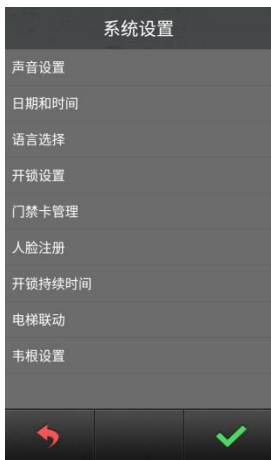 系统设置
声音设置
日期和时间
语言选择
开锁设置
门禁卡管理
人脸注册
开锁持续时间
电梯联动
韦根设置